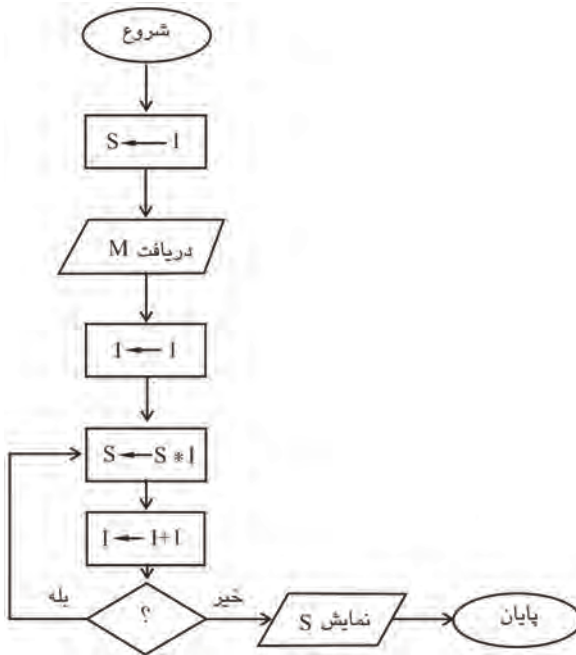 شروع
S ← 1
دریافت M
I ← 1
S ← S * I
I ← I+1
بله
؟
خیر
نمایش S
پایان